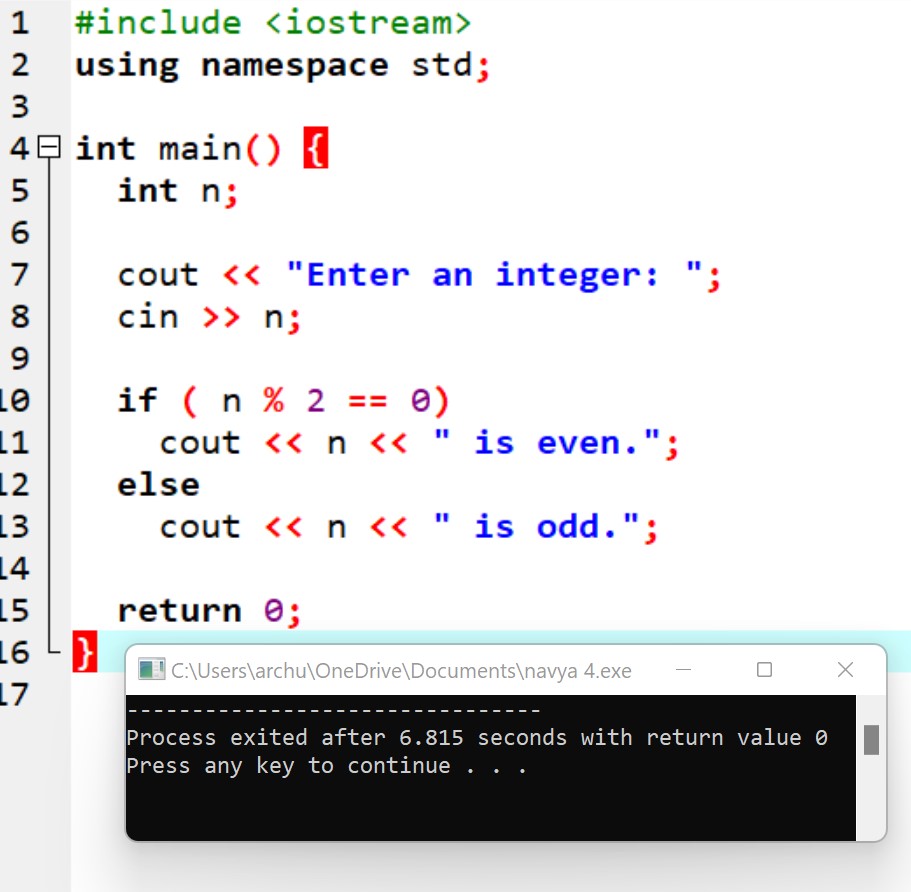 1 #include <iostream>
2 using namespace std;
3
4 int main() {
5 int n;
6
7 cout << "Enter an integer: ";
8 cin >> n;
9
10 if ( n % 2 == 0)
11 cout << n << " is even.";
12 else
13 cout << n << " is odd.";
14
15 return 0;
16 }
17
C:\Users\archu\OneDrive\Documents\navya 4.exe
--------------------------------
Process exited after 6.815 seconds with return value 0
Press any key to continue . . .